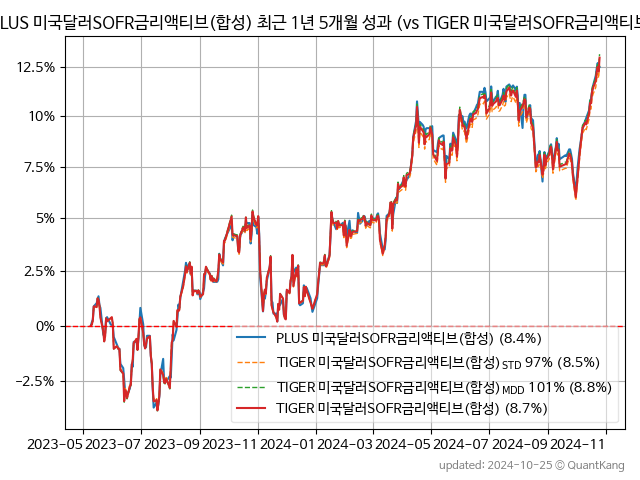 PLUS 미국달러SOFR금리액티브(합성) 최근 1년 5개월 성과 (vs TIGER 미국달러SOFR금리액티브
12.5%
10%
7.5%
5%
2.5%
0%
−2.5%
PLUS 미국달러SOFR금리액티브(합성) (8.4%)
TIGER 미국달러SOFR금리액티브(합성) STD 97% (8.5%)
TIGER 미국달러SOFR금리액티브(합성) MDD 101% (8.8%)
TIGER 미국달러SOFR금리액티브(합성) (8.7%)
2023-05 2023-07 2023-09 2023-11 2024-01 2024-03 2024-05 2024-07 2024-09 2024-11
updated: 2024-10-25 © QuantKang